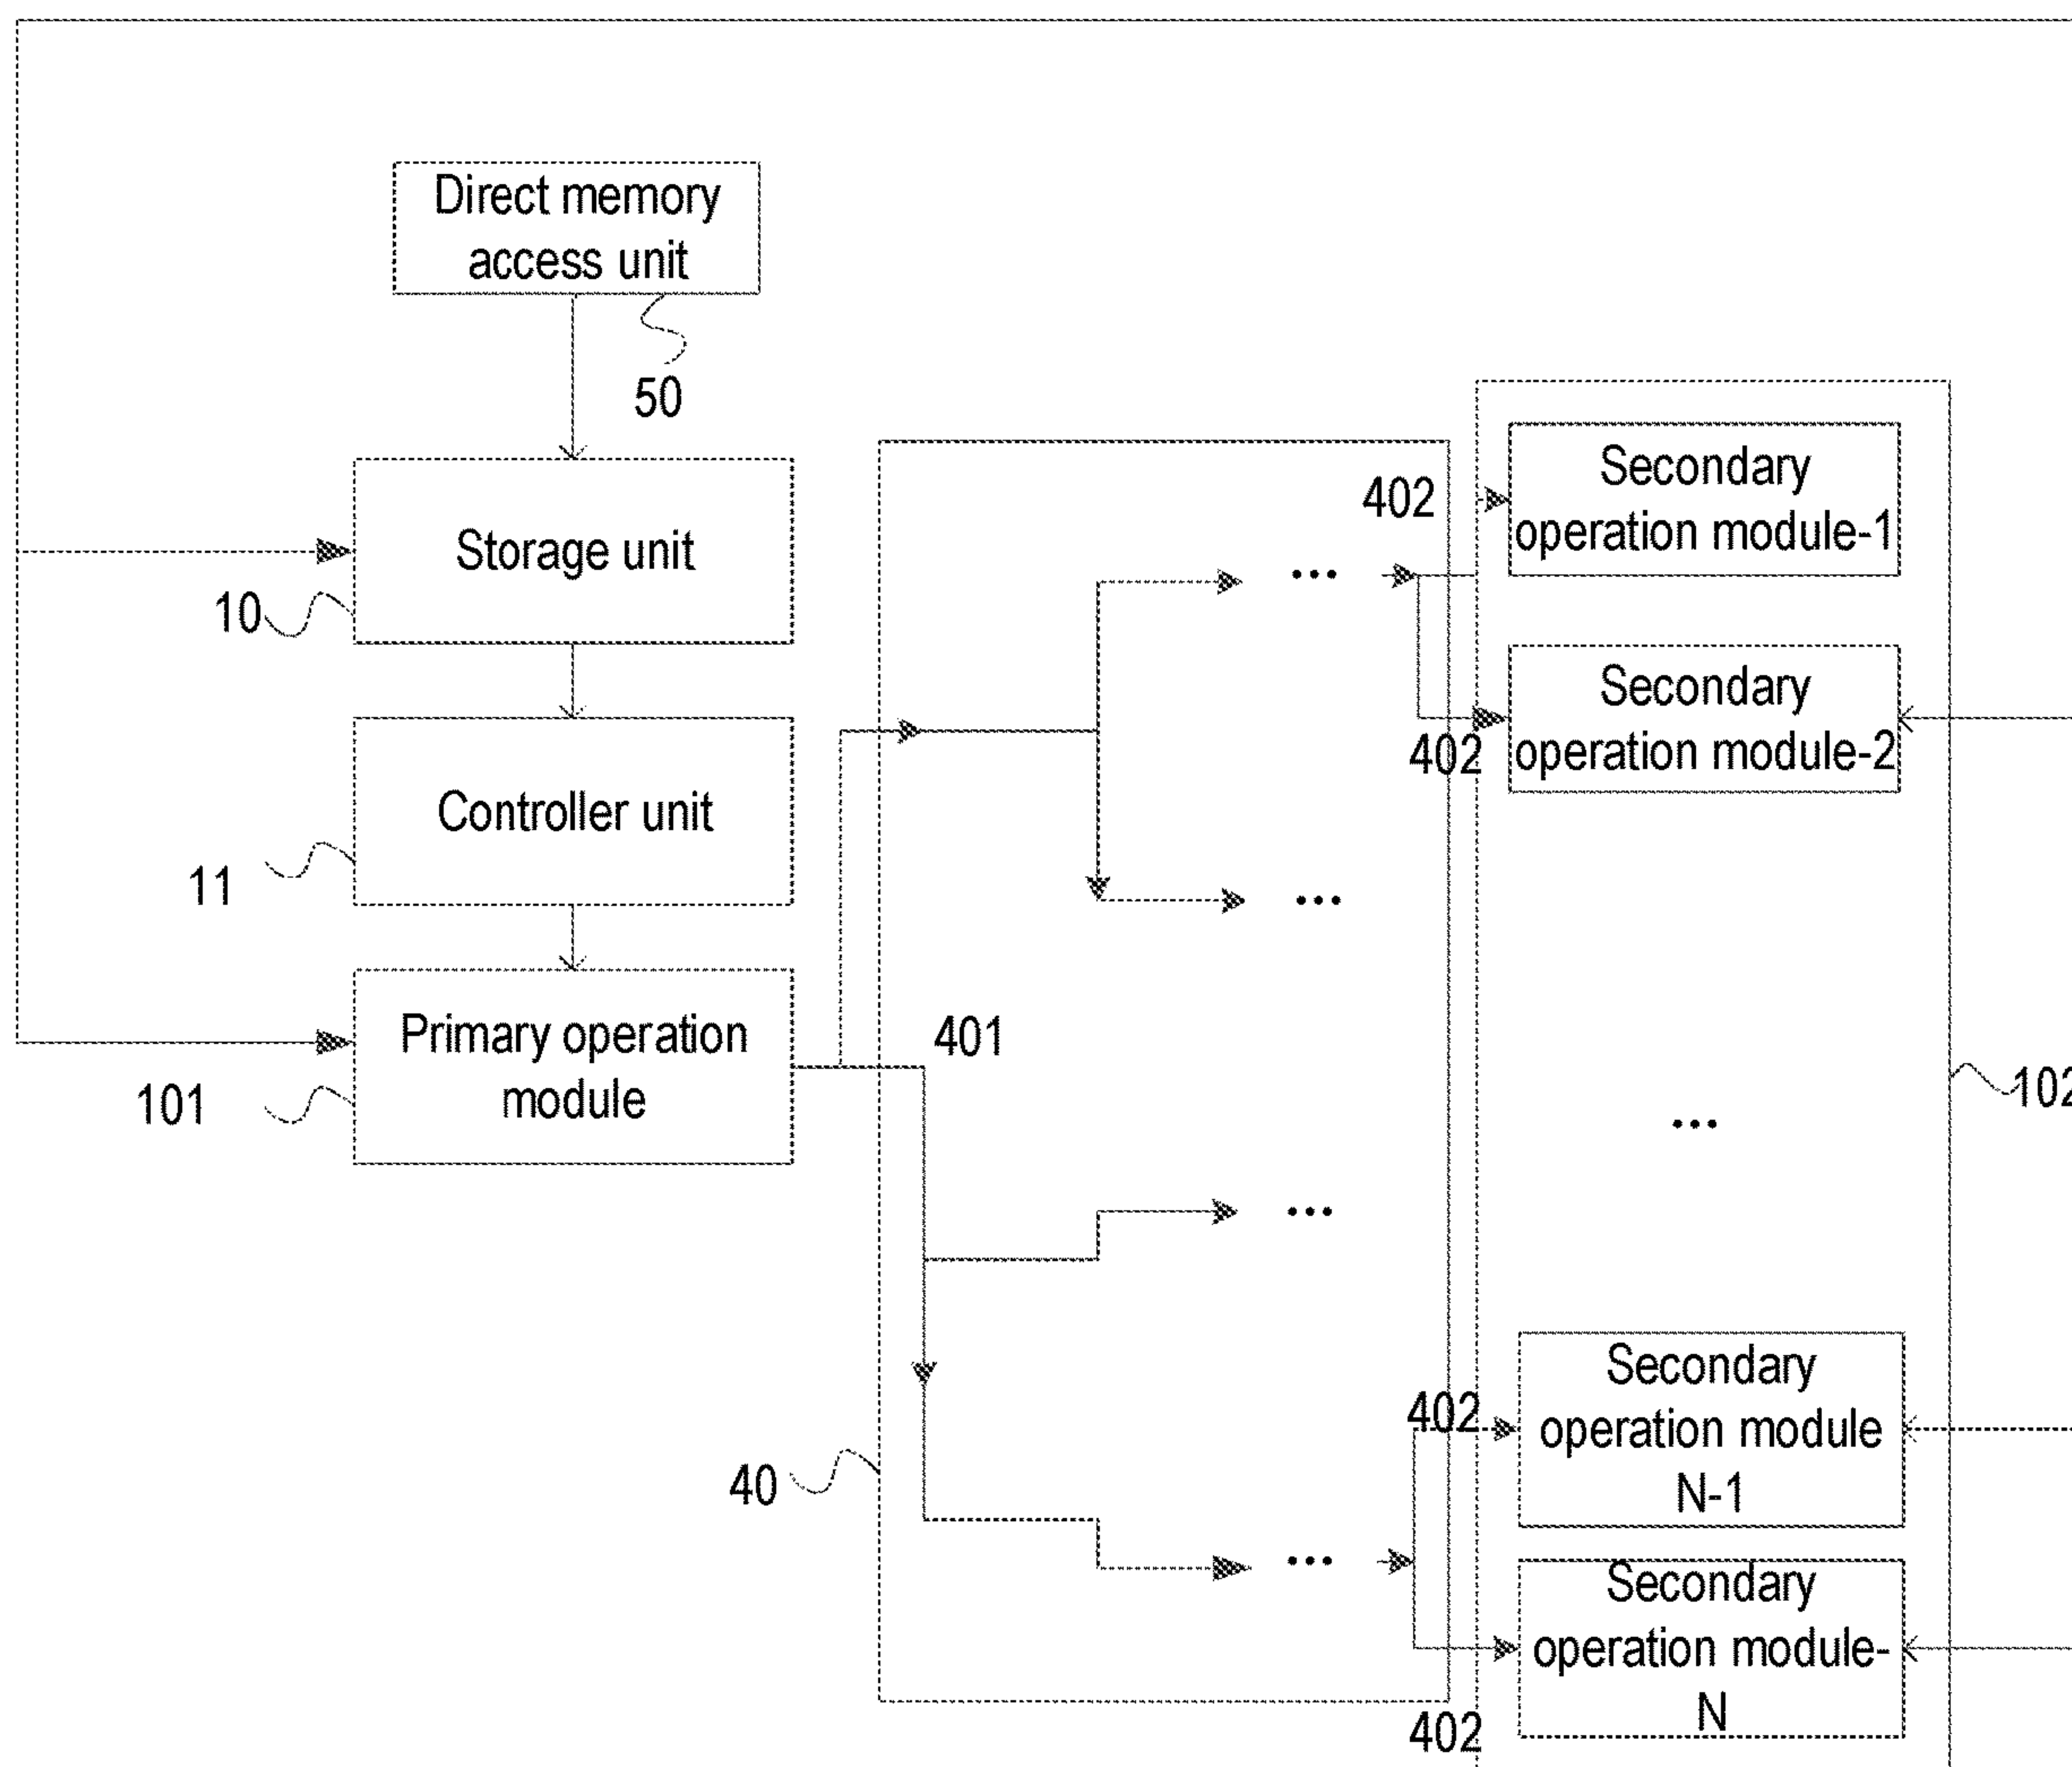 Direct memory
access unit
50
Storage unit
10
Controller unit
11
Primary operation
module
101
401
40
402
...
402
...
...
402
...
402
Secondary
operation module-1
Secondary
operation module-2
...
Secondary
operation module
N-1
Secondary
operation module-
N
102